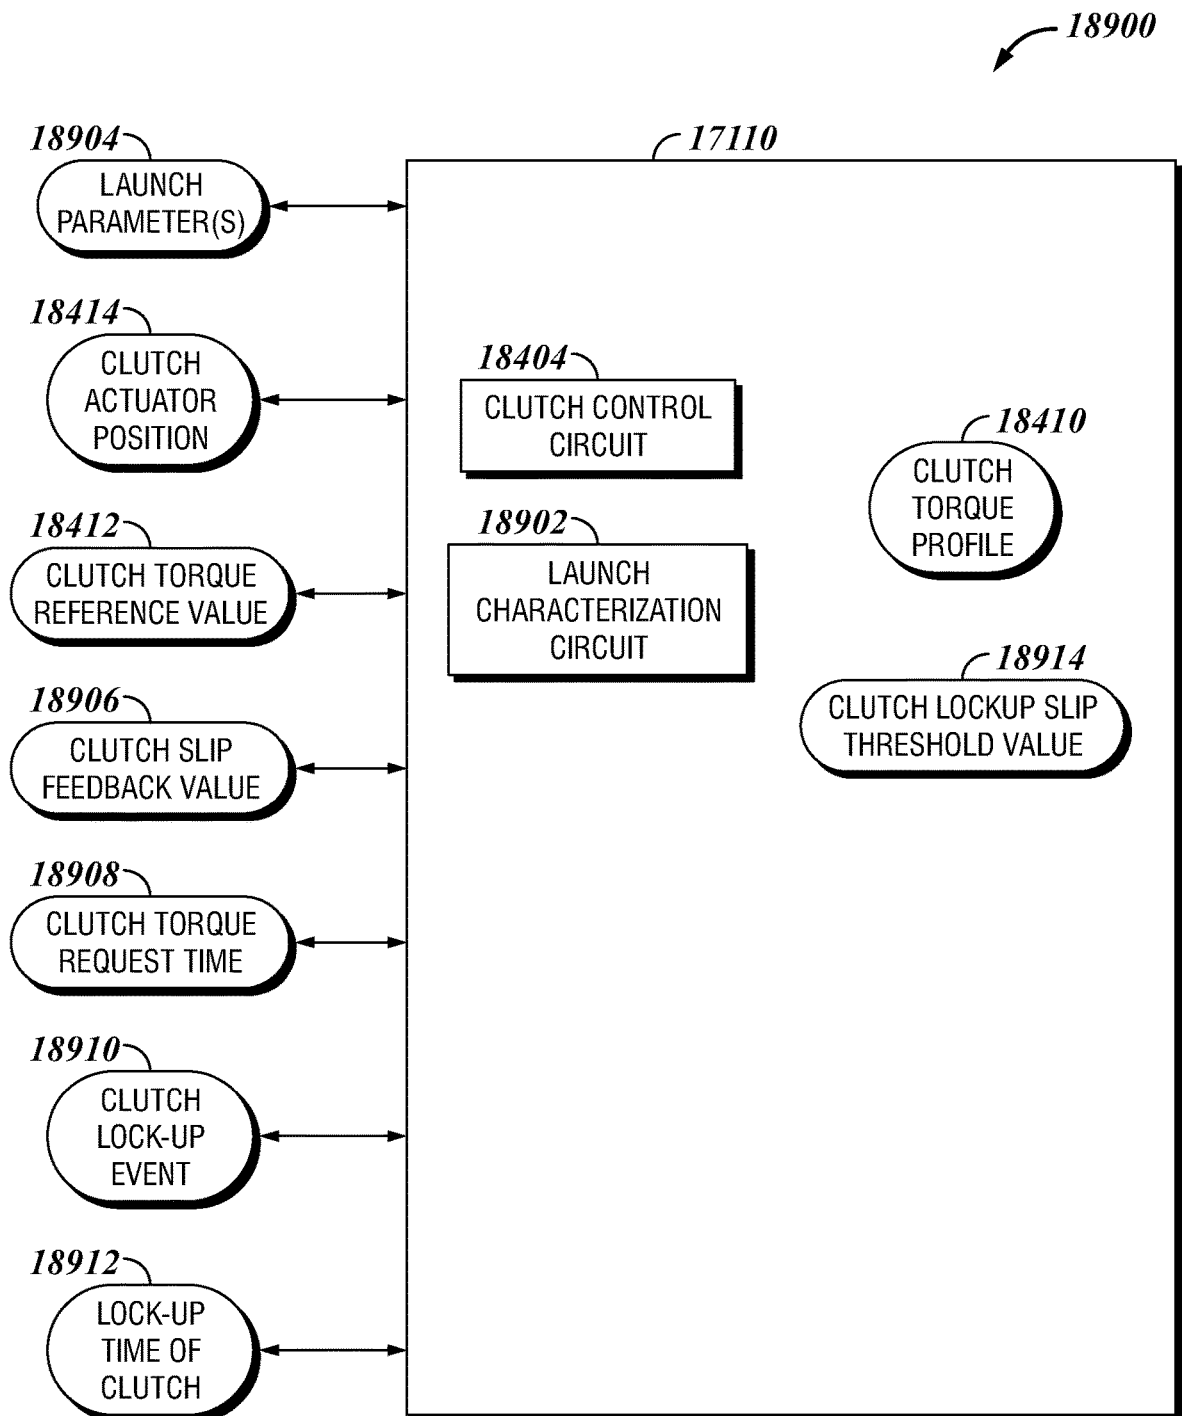 18900
18904
17110
LAUNCH
PARAMETER(S)
18414
CLUTCH
ACTUATOR
POSITION
18404
CLUTCH CONTROL
CIRCUIT
18410
CLUTCH
TORQUE
PROFILE
18412
CLUTCH TORQUE
REFERENCE VALUE
18902
LAUNCH
CHARACTERIZATION
CIRCUIT
18914
CLUTCH LOCKUP SLIP
THRESHOLD VALUE
18906
CLUTCH SLIP
FEEDBACK VALUE
18908
CLUTCH TORQUE
REQUEST TIME
18910
CLUTCH
LOCK-UP
EVENT
18912
LOCK-UP
TIME OF
CLUTCH